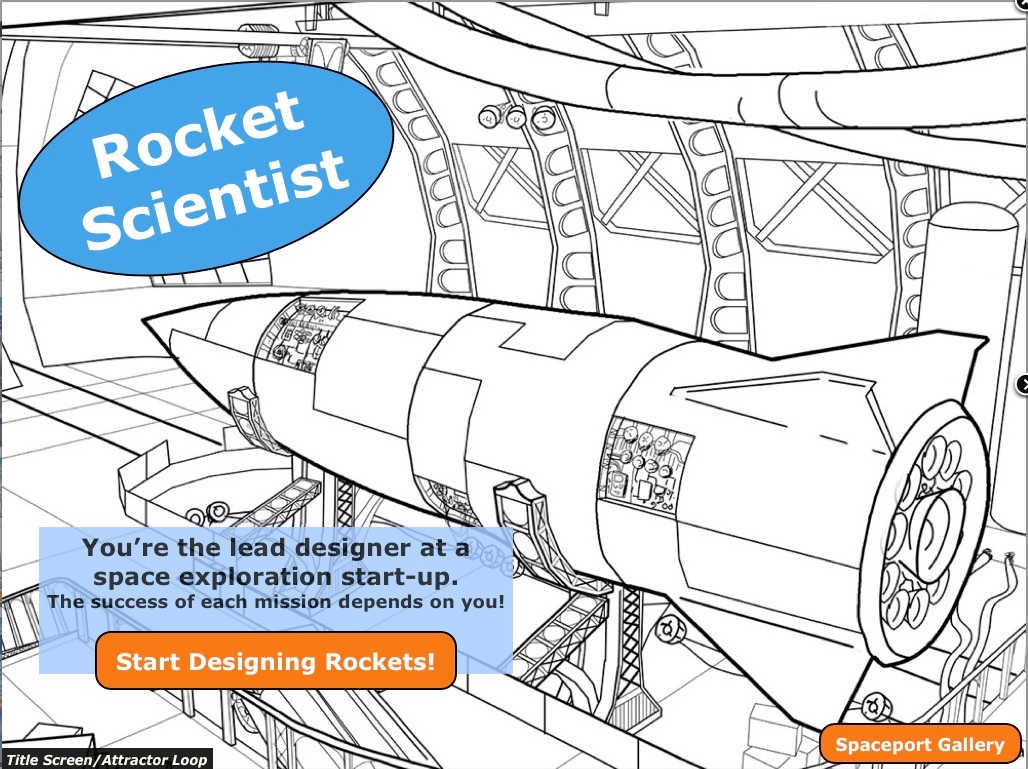 Rocket
Scientist
You’re the lead designer at a
space exploration start-up.
The success of each mission depends on you!
Start Designing Rockets!
Spaceport Gallery
Title Screen/Attractor Loop